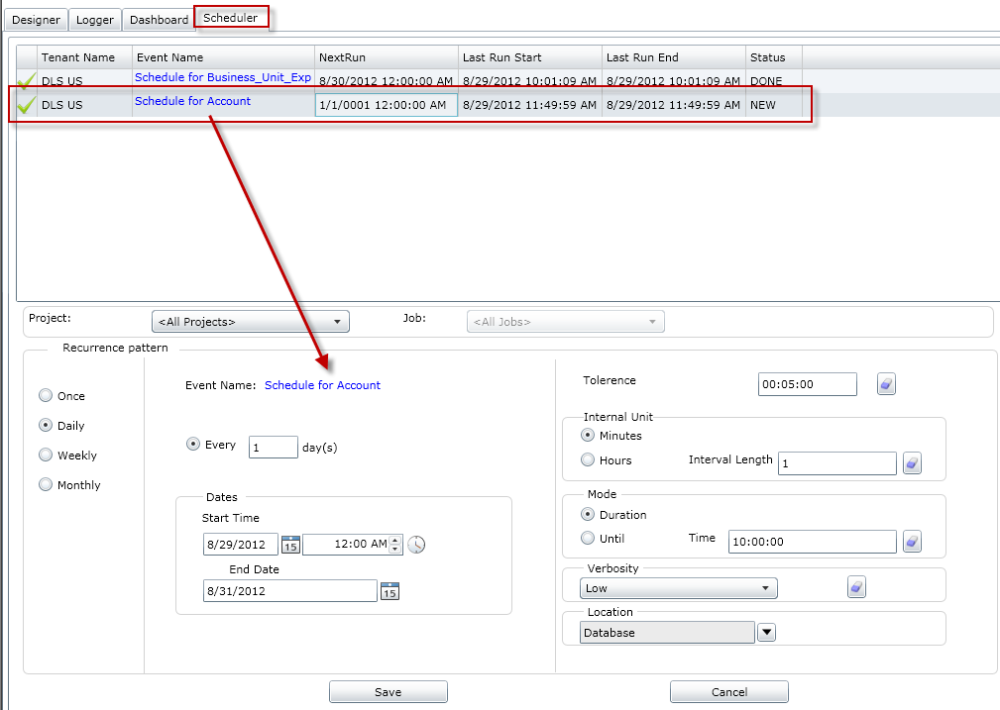 Designer Logger Dashboard Scheduler
Tenant Name Event Name NextRun Last Run Start Last Run End Status
DLS US Schedule for Business_Unit_Exp 8/30/2012 12:00:00 AM 8/29/2012 10:01:09 AM 8/29/2012 10:01:09 AM DONE
DLS US Schedule for Account 1/1/0001 12:00:00 AM 8/29/2012 11:49:59 AM 8/29/2012 11:49:59 AM NEW
Project: <All Projects> Job: <All Jobs>
Recurrence pattern
Once
Daily
Weekly
Monthly
Event Name: Schedule for Account
Every 1 day(s)
Dates
Start Time
8/29/2012 15 12:00 AM
End Date
8/31/2012 15
Tolerence 00:05:00
Internal Unit
Minutes
Hours Interval Length 1
Mode
Duration
Until Time 10:00:00
Verbosity
Low
Location
Database
Save Cancel